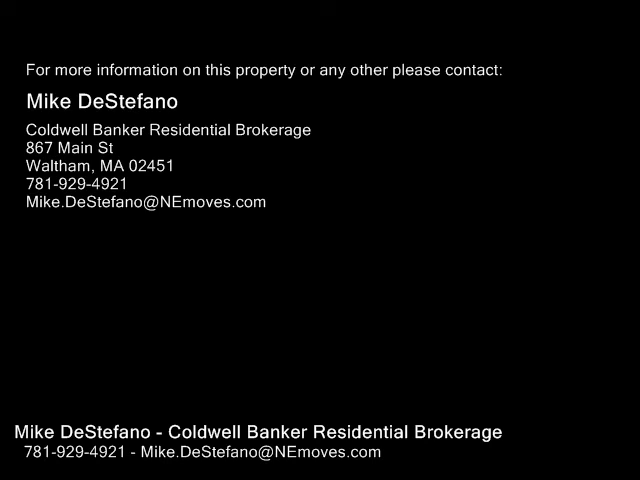 For more information on this property or any other please contact:
Mike DeStefano
Coldwell Banker Residential Brokerage
867 Main St
Waltham, MA 02451
781-929-4921
Mike.DeStefano@NEmoves.com
Mike DeStefano - Coldwell Banker Residential Brokerage
781-929-4921 - Mike.DeStefano@NEmoves.com